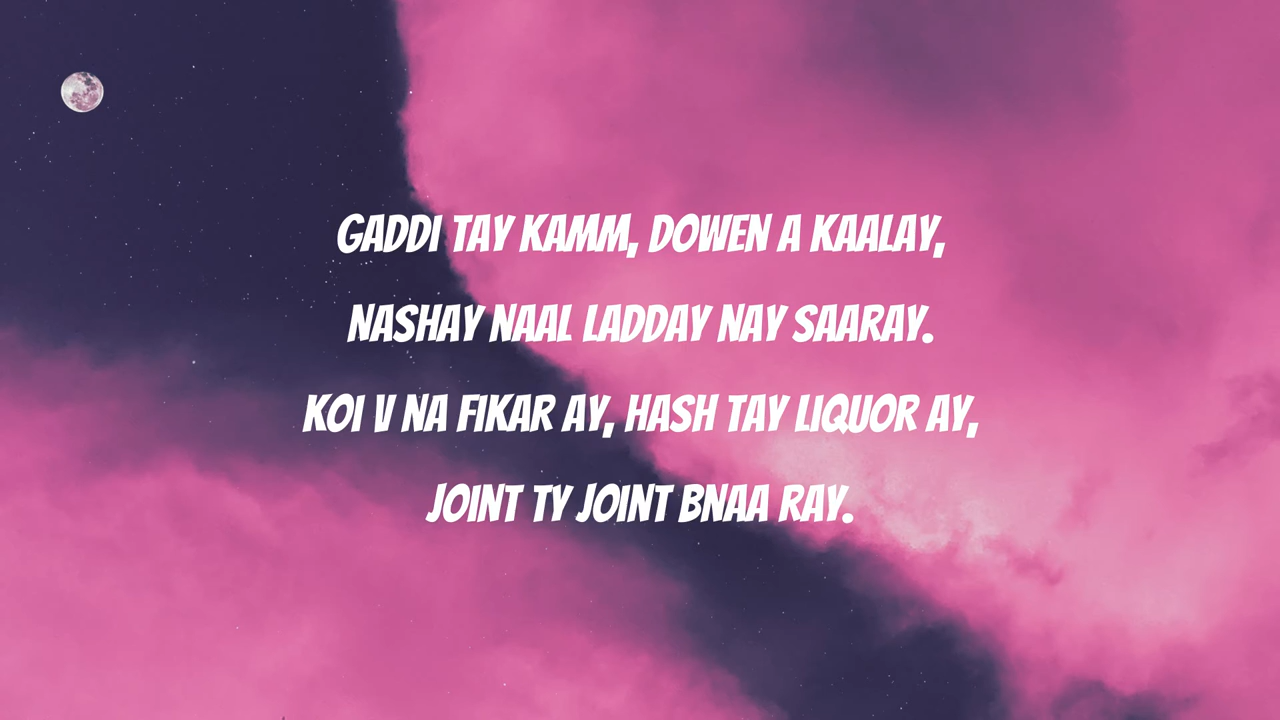 GADDI TAY KAMM, DOWEN A KAALAY,
NASHAY NAAL LADDAY NAY SAARAY.
KOI V NA FIKAR AY, HASH TAY LIQUOR AY,
JOINT TY JOINT BNAA RAY.